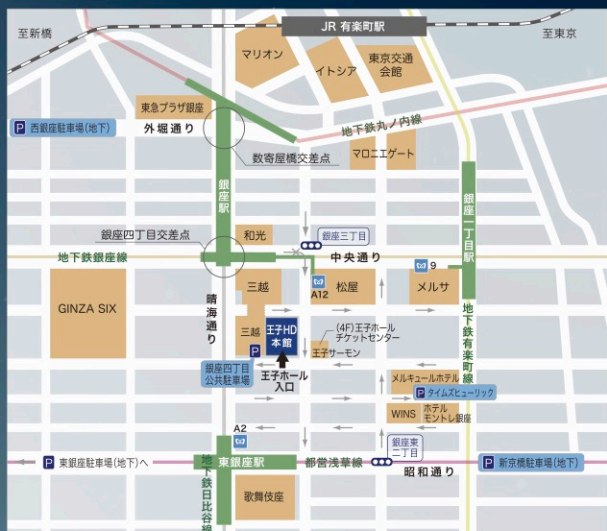 JR 有楽町駅
至新橋
至東京
マリオン
イトシア
東京交通
会館
東急プラザ銀座
P 西銀座駐車場(地下)
外堀通り
地下鉄丸ノ内線
数寄屋橋交差点
マロニエゲート
銀座駅
銀座一丁目駅
銀座四丁目交差点
和光
銀座三丁目
地下鉄銀座線
中央通り
9
A12
GINZA SIX
晴海通り
三越
松屋
メルサ
三越
王子HD
本館
(4F)王子ホール
チケットセンター
王子サーモン
地下鉄有楽町線
P
銀座四丁目
公共駐車場
王子ホール
入口
メルキュールホテル
P タイムズヒューリック
WINS
ホテル
モントレ銀座
A2
銀座東
二丁目
P 東銀座駐車場(地下)へ
東銀座駅
都営浅草線
昭和通り
P 新京橋駐車場(地下)
地下鉄日比谷線
歌舞伎座